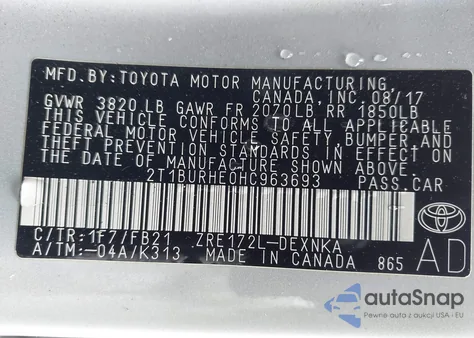 MFD. BY: TOYOTA MOTOR MANUFACTURING,
CANADA, INC. 08/17
GVWR 3820 LB GAWR FR 2070LB RR 1850LB
THIS VEHICLE CONFORMS TO ALL APPLICABLE
FEDERAL MOTOR VEHICLE SAFETY, BUMPER, AND
THEFT PREVENTION STANDARDS IN EFFECT ON
THE DATE OF MANUFACTURE SHOWN ABOVE.
2T1BURHE0HC963693 PASS. CAR
C/TR: 1F7/FB21 ZRE172L-DEXNKA
A/TM: -04A/K313 MADE IN CANADA 865
TOYOTA
AD
autoSnap
Pewne auto z aukcji USA - EU